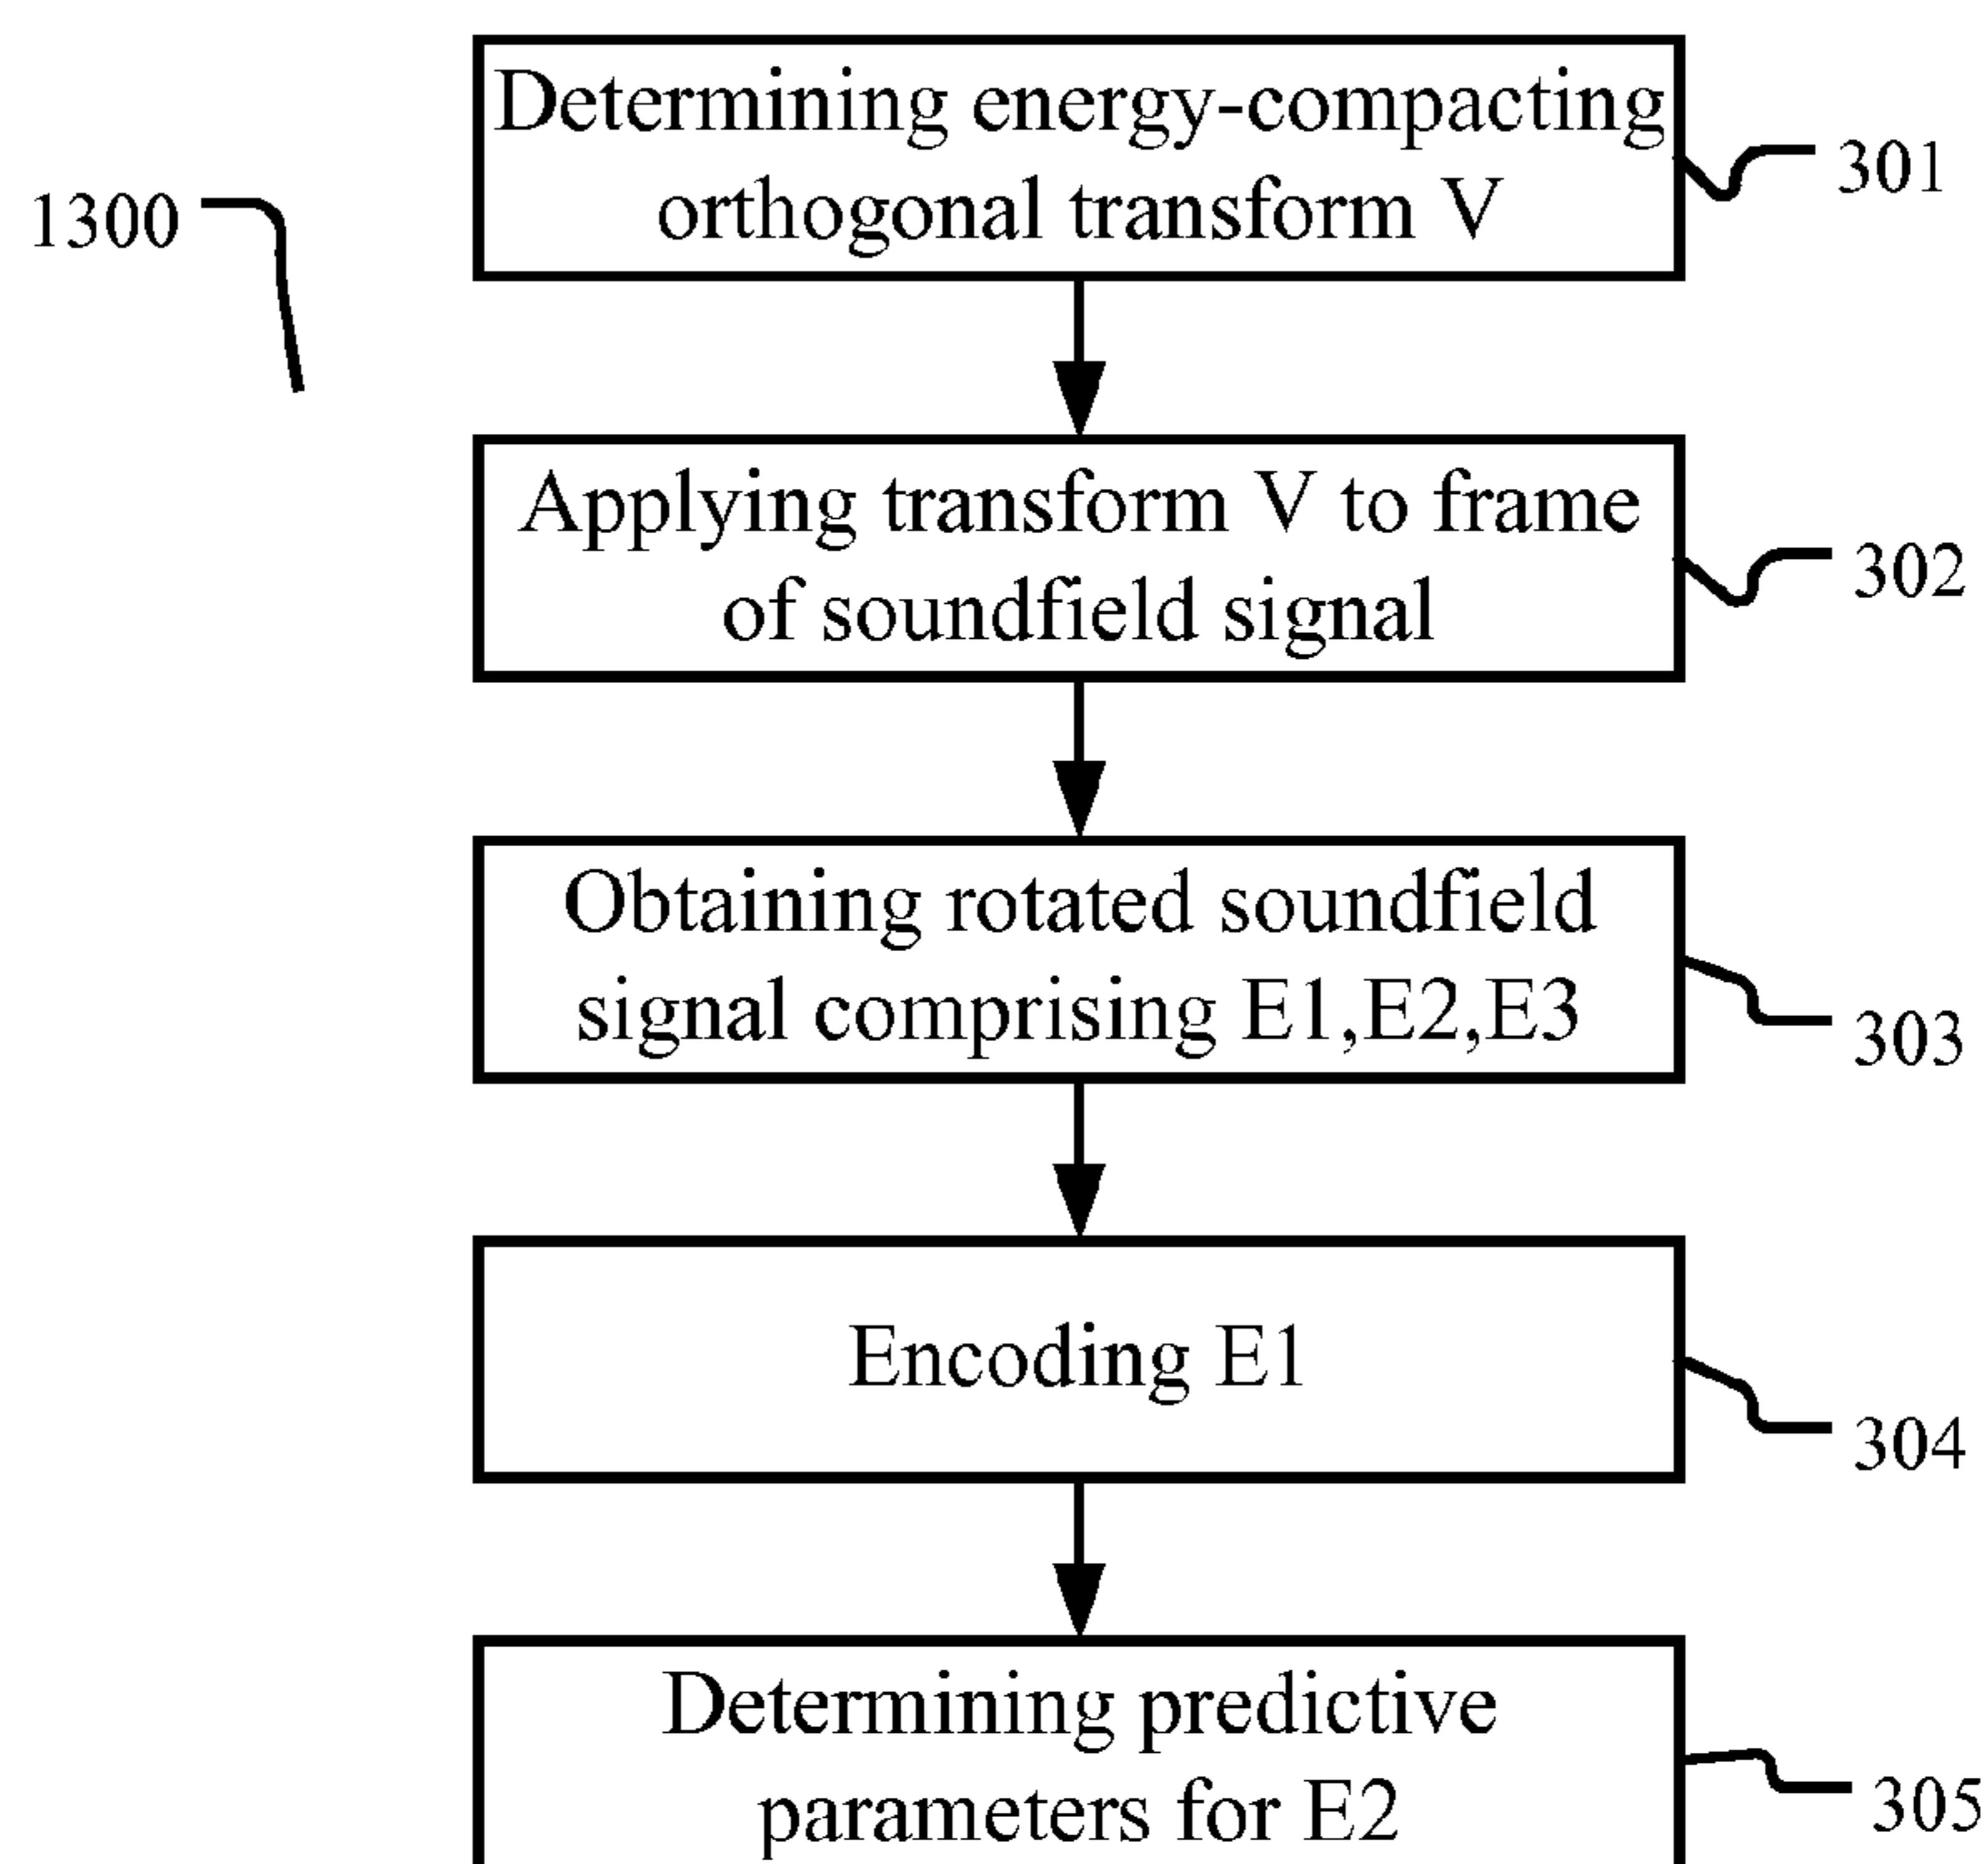 Determining energy-compacting
orthogonal transform V
301
1300
Applying transform V to frame
of soundfield signal
302
Obtaining rotated soundfield
signal comprising E1,E2,E3
303
Encoding E1
304
Determining predictive
parameters for E2
305